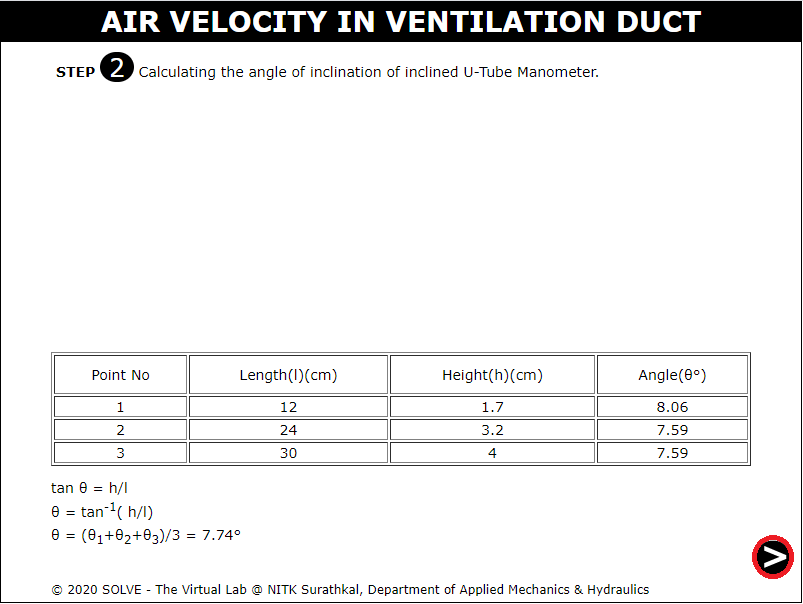 AIR VELOCITY IN VENTILATION DUCT
STEP 2 Calculating the angle of inclination of inclined U-Tube Manometer.
Point No Length(l)(cm) Height(h)(cm) Angle(θ°)
1 12 1.7 8.06
2 24 3.2 7.59
3 30 4 7.59
tan θ = h/l
θ = tan⁻¹( h/l)
θ = (θ₁+θ₂+θ₃)/3 = 7.74°
>
© 2020 SOLVE - The Virtual Lab @ NITK Surathkal, Department of Applied Mechanics & Hydraulics